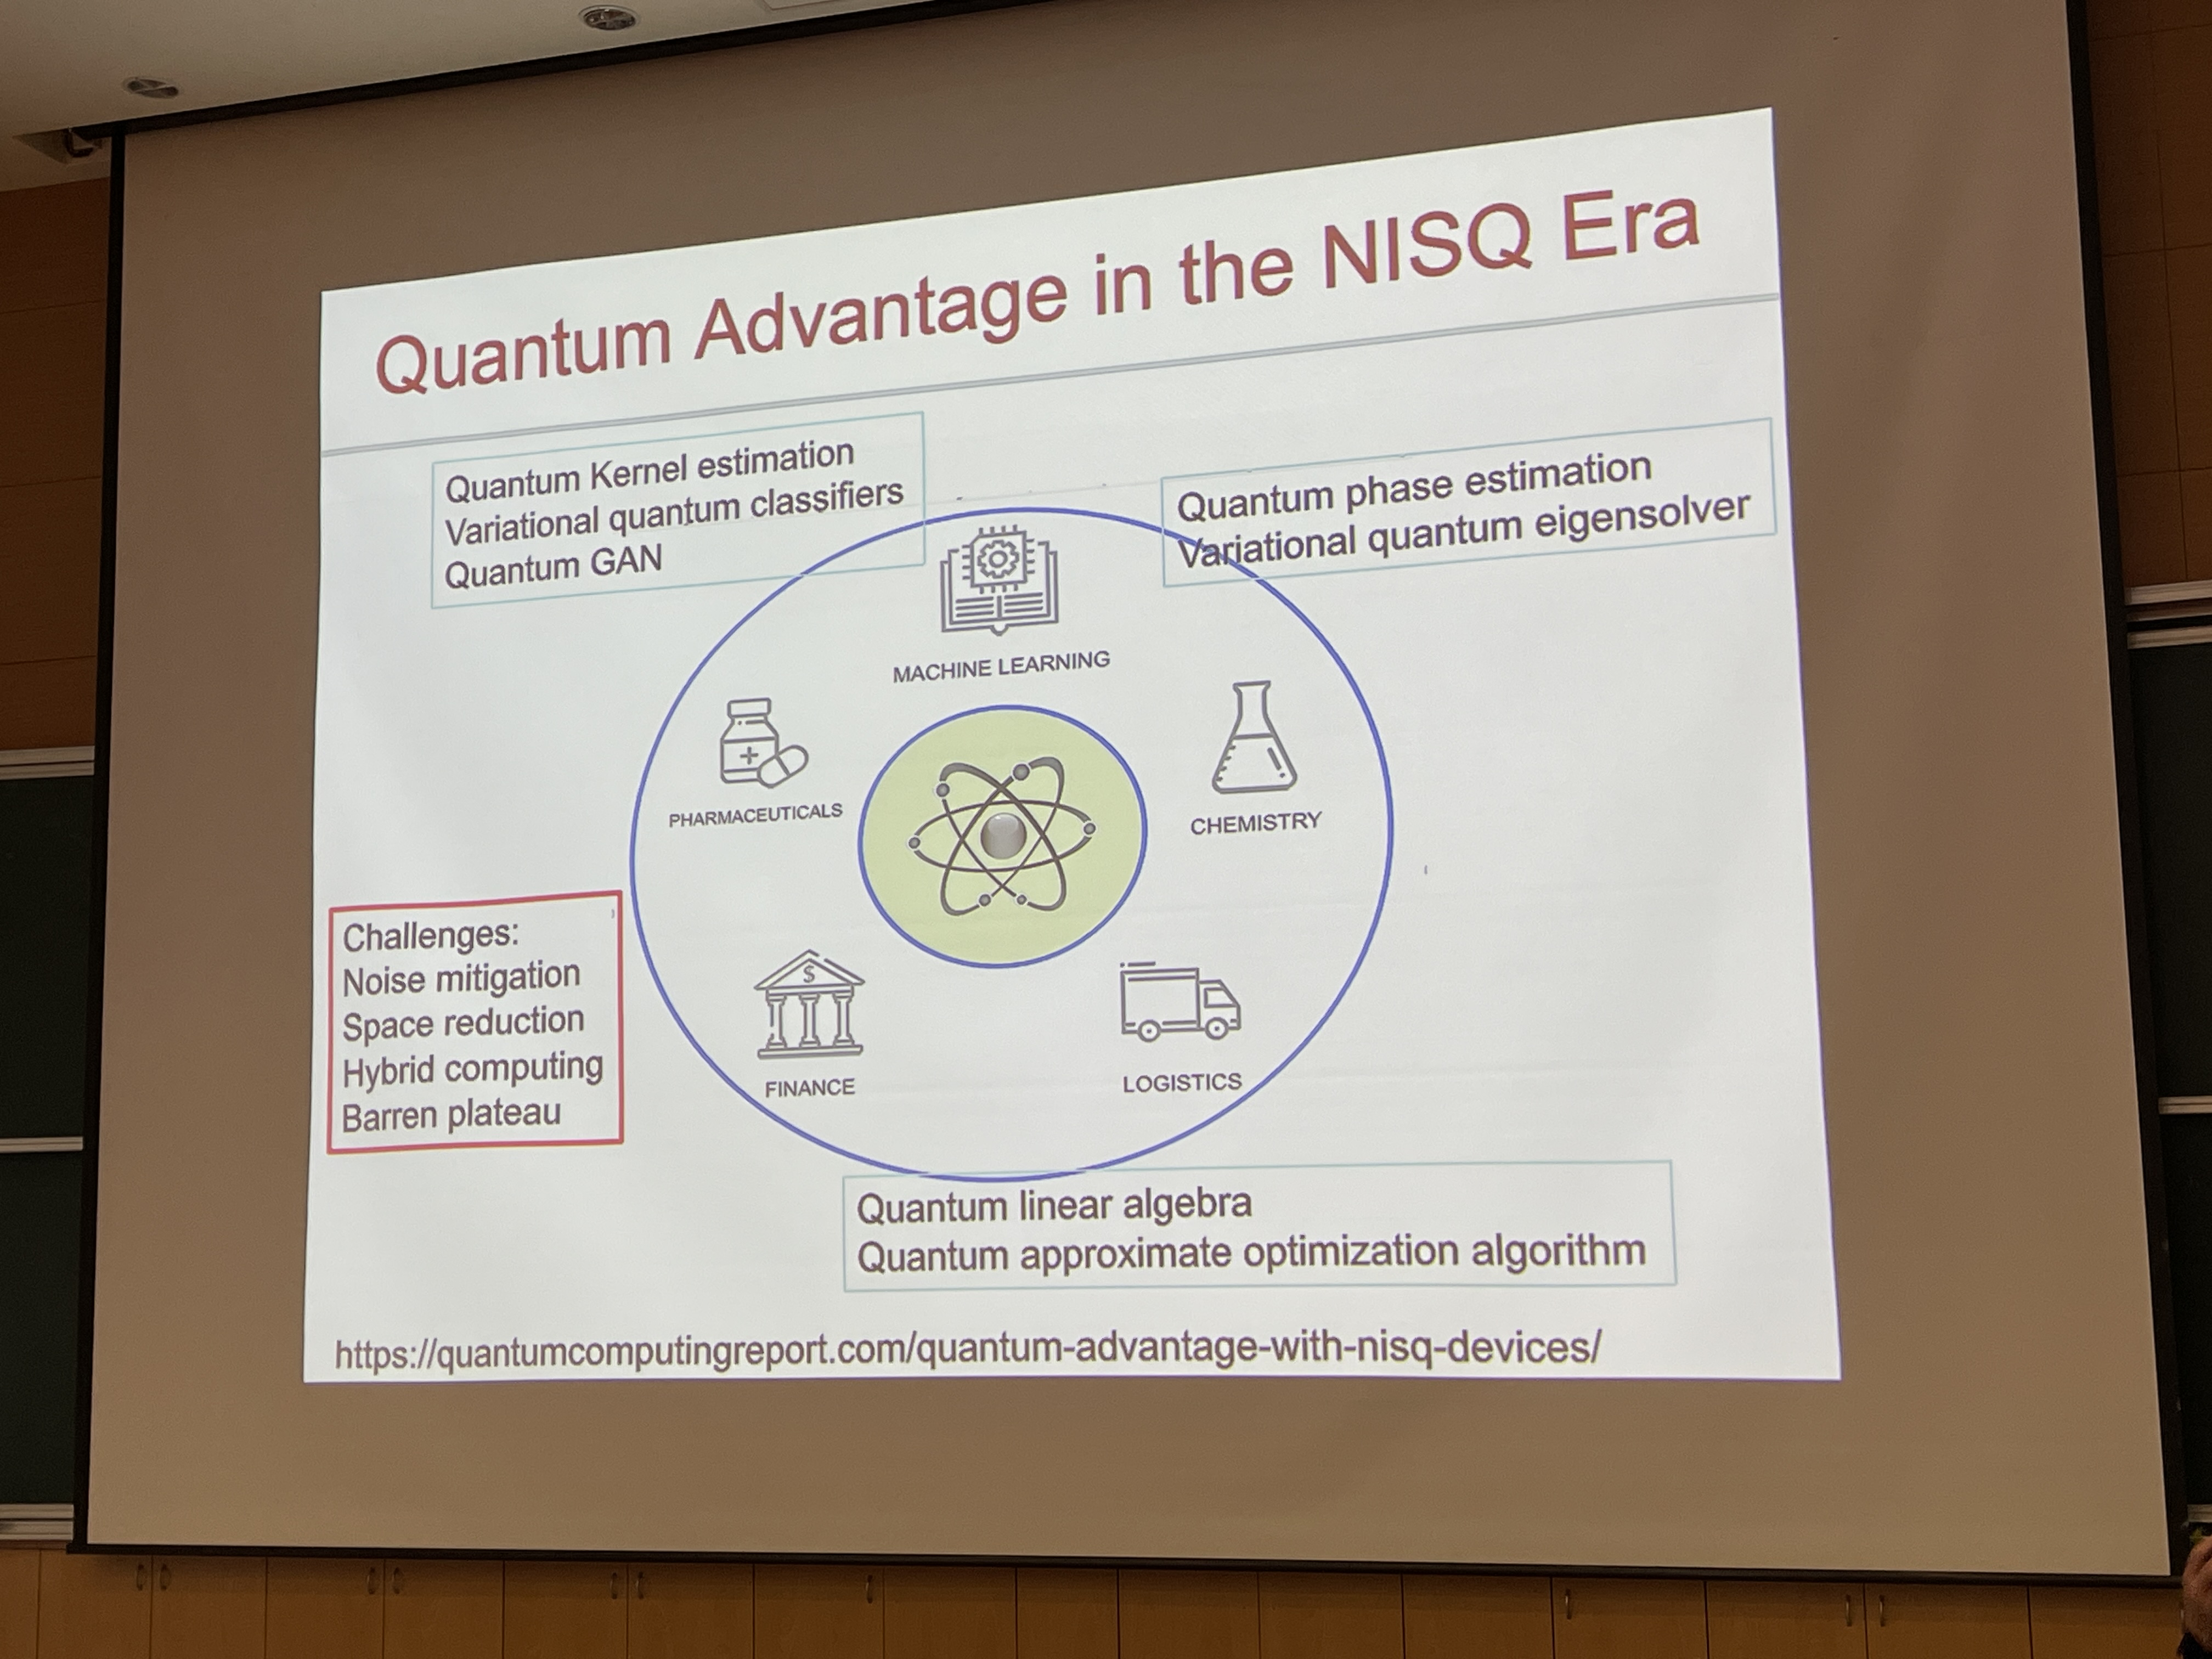 Quantum Advantage in the NISQ Era
Quantum Kernel estimation
Variational quantum classifiers
Quantum GAN
Quantum phase estimation
Variational quantum eigensolver
MACHINE LEARNING
PHARMACEUTICALS
CHEMISTRY
Challenges:
Noise mitigation
Space reduction
Hybrid computing
Barren plateau
$
FINANCE
LOGISTICS
Quantum linear algebra
Quantum approximate optimization algorithm
https://quantumcomputingreport.com/quantum-advantage-with-nisq-devices/